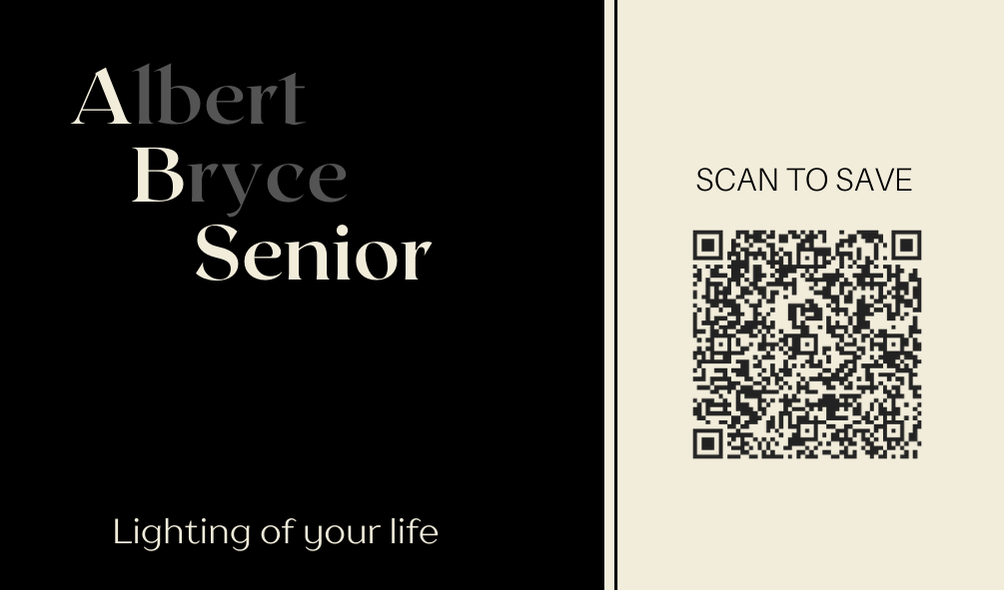 Albert
Bryce
Senior
Lighting of your life
SCAN TO SAVE